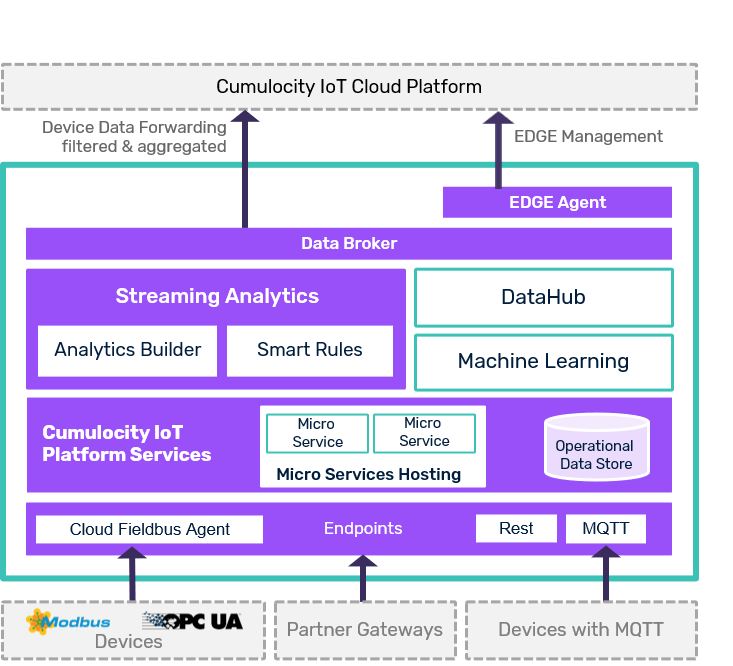 Cumulocity IoT Cloud Platform
Device Data Forwarding
filtered & aggregated
EDGE Management
EDGE Agent
Data Broker
Streaming Analytics
DataHub
Analytics Builder
Smart Rules
Machine Learning
Cumulocity IoT
Platform Services
Micro
Service
Micro
Service
Micro Services Hosting
Operational
Data Store
Cloud Fieldbus Agent
Endpoints
Rest
MQTT
Modbus
OPC UA
Devices
Partner Gateways
Devices with MQTT